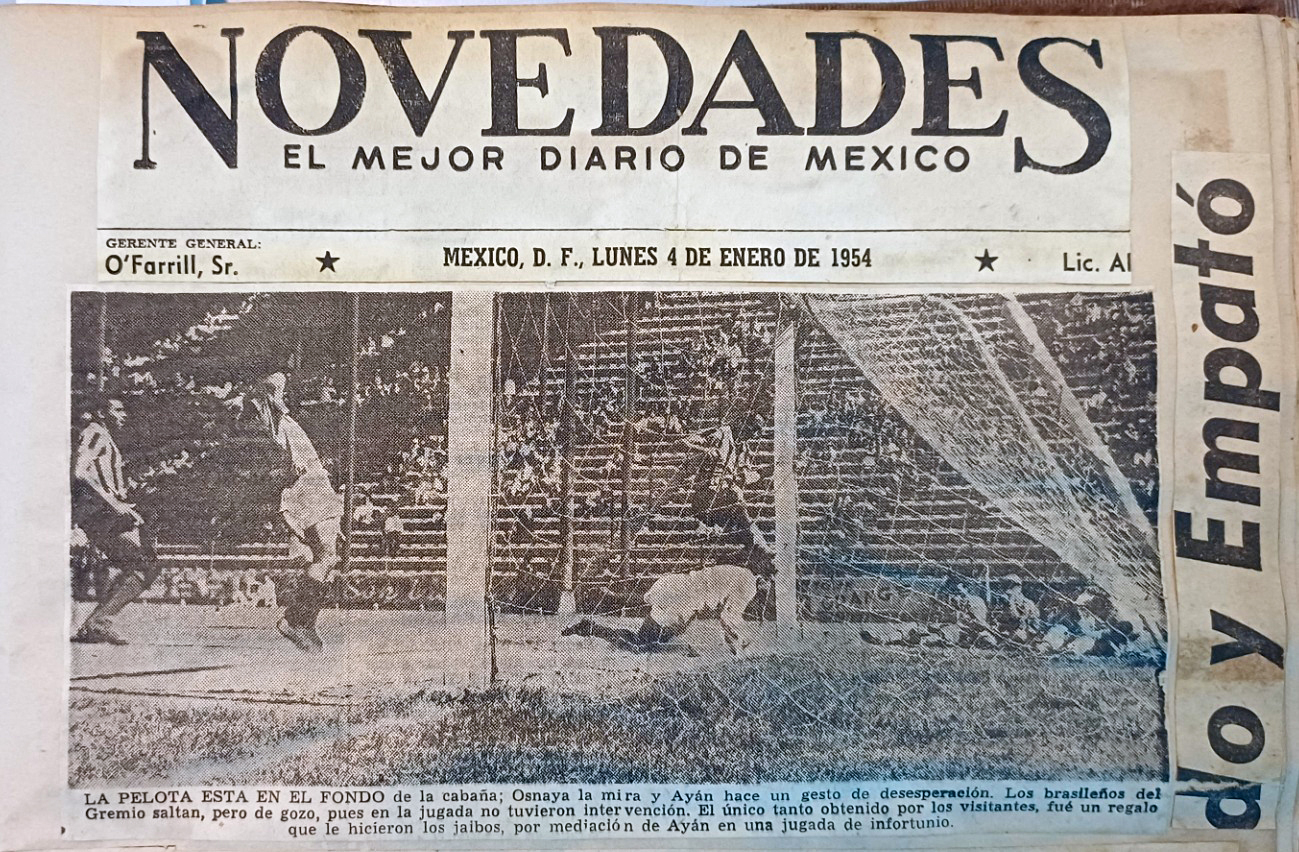 NOVEDADES
EL MEJOR DIARIO DE MEXICO
GERENTE GENERAL:
O'Farrill, Sr. ★ MEXICO, D. F., LUNES 4 DE ENERO DE 1954 ★ Lic. Al
LA PELOTA ESTA EN EL FONDO de la cabaña; Osnaya la mira y Ayán hace un gesto de desesperación. Los brasileños del
Gremio saltan, pero de gozo, pues en la jugada no tuvieron intervención. El único tanto obtenido por los visitantes, fué un regalo
que le hicieron los jaibos, por mediación de Ayán en una jugada de infortunio.
do y Empató